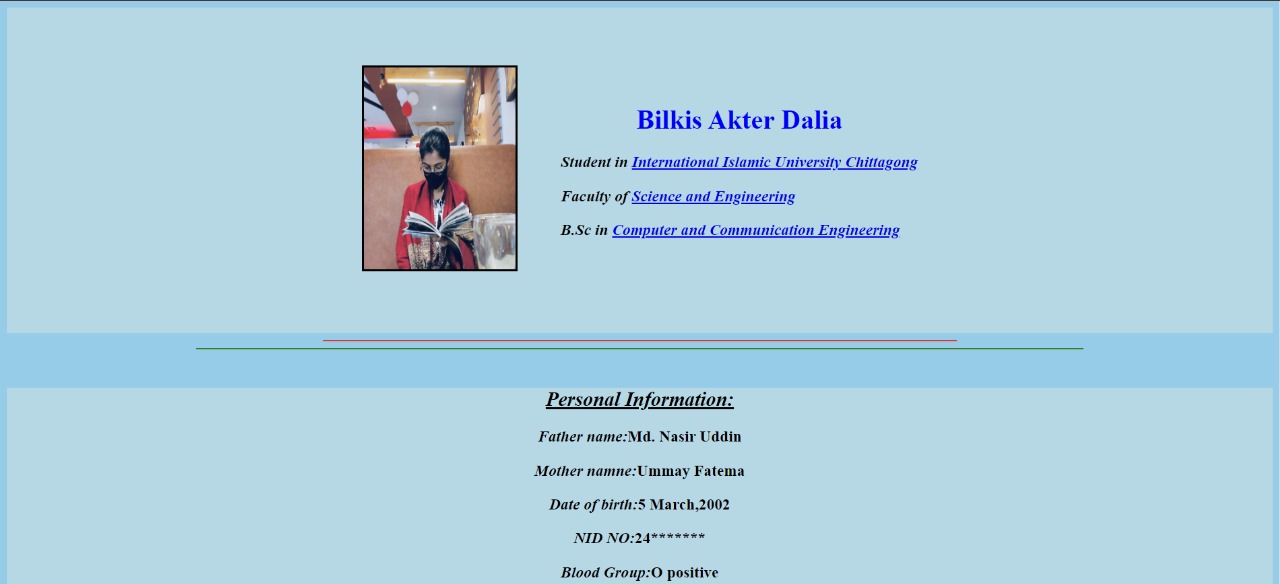 Bilkis Akter Dalia
Student in International Islamic University Chittagong
Faculty of Science and Engineering
B.Sc in Computer and Communication Engineering
Personal Information:
Father name:Md. Nasir Uddin
Mother namne:Ummay Fatema
Date of birth:5 March,2002
NID NO:24*******
Blood Group:O positive